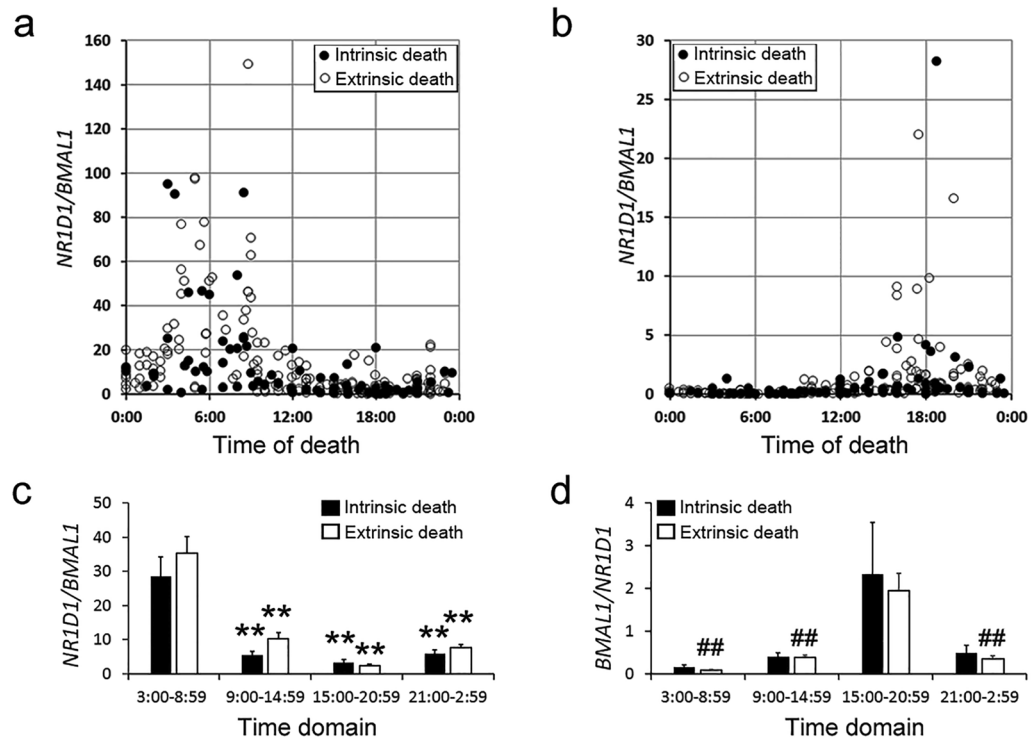 a
NR1D1/BMAL1
160
140
120
100
80
60
40
20
0
Intrinsic death
Extrinsic death
0:00 6:00 12:00 18:00 0:00
Time of death
b
NR1D1/BMAL1
30
25
20
15
10
5
0
Intrinsic death
Extrinsic death
0:00 6:00 12:00 18:00 0:00
Time of death
c
NR1D1/BMAL1
50
40
30
20
10
0
Intrinsic death
Extrinsic death
** ** ** ** ** **
3:00-8:59 9:00-14:59 15:00-20:59 21:00-2:59
Time domain
d
BMAL1/NR1D1
4
3
2
1
0
Intrinsic death
Extrinsic death
## ## ##
3:00-8:59 9:00-14:59 15:00-20:59 21:00-2:59
Time domain